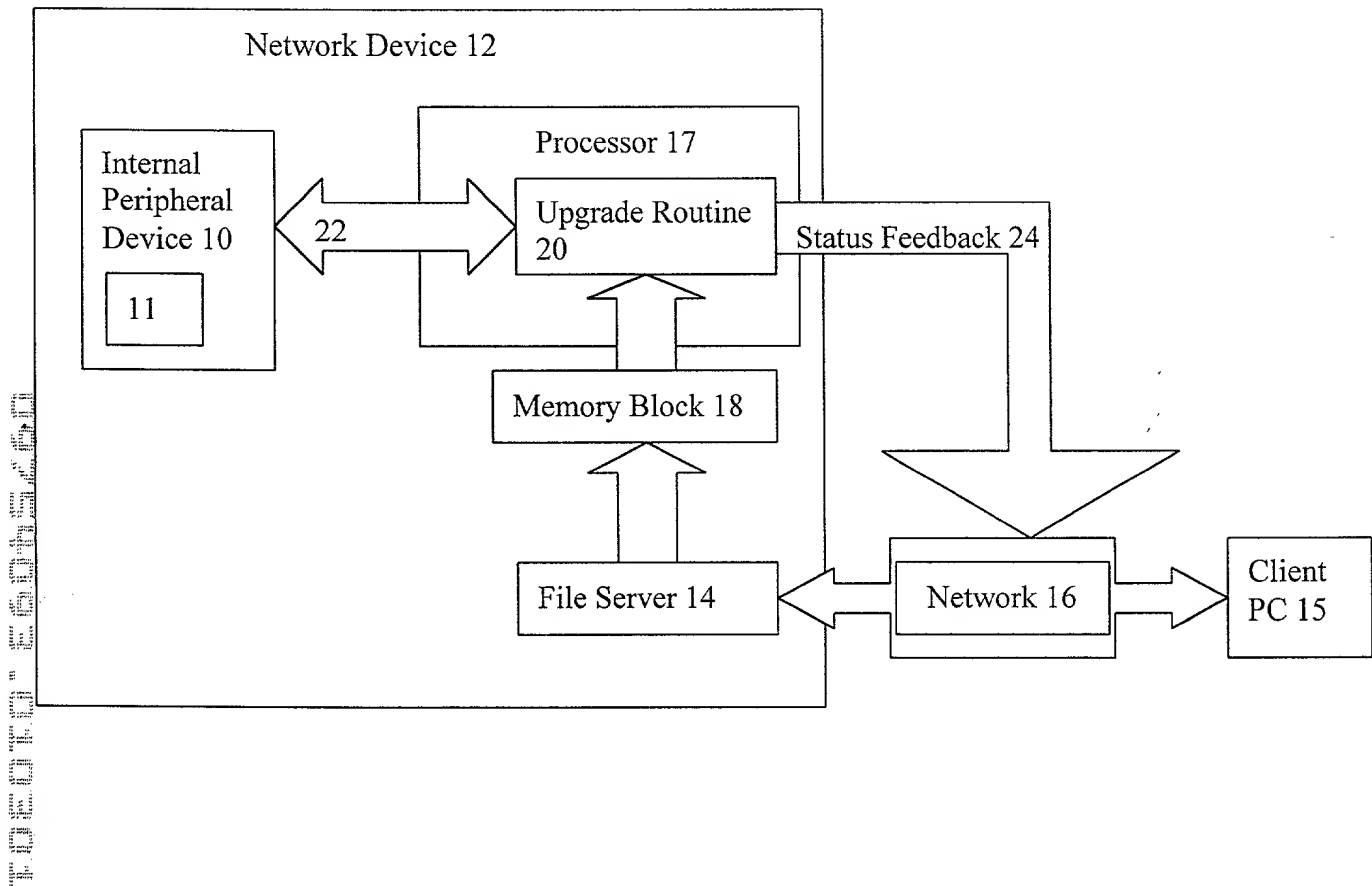 Network Device 12
Processor 17
Internal
Peripheral
Device 10
11
22
Upgrade Routine
20
Status Feedback 24
Memory Block 18
File Server 14
Network 16
Client
PC 15